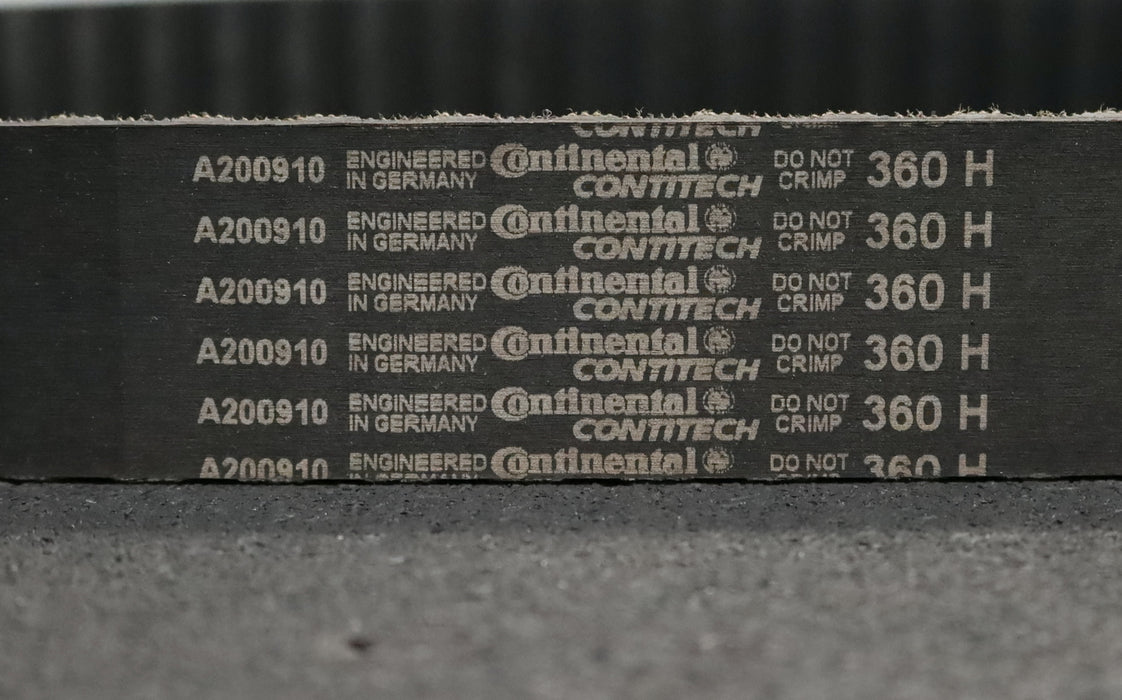 CONTITECH
A200910 ENGINEERED IN GERMANY Continental CONTITECH DO NOT CRIMP 360 H
A200910 ENGINEERED IN GERMANY Continental CONTITECH DO NOT CRIMP 360 H
A200910 ENGINEERED IN GERMANY Continental CONTITECH DO NOT CRIMP 360 H
A200910 ENGINEERED IN GERMANY Continental CONTITECH DO NOT CRIMP 360 H
A200910 ENGINEERED IN GERMANY Continental CONTITECH DO NOT CRIMP 360 H
A200910 ENGINEERED Continental DO NOT 360 H